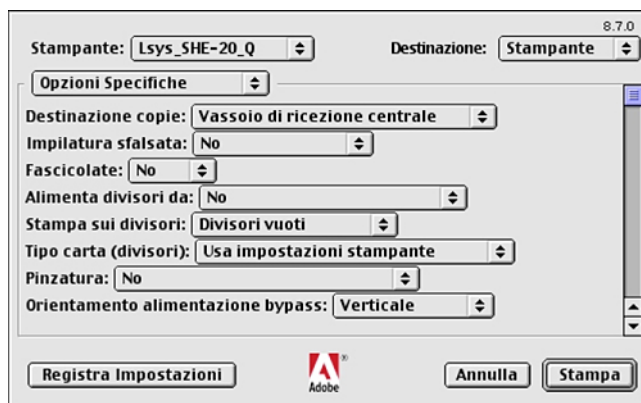 8.7.0
Stampante: Lsys_SHE-20_Q Destinazione: Stampante
Opzioni Specifiche
Destinazione copie: Vassoio di ricezione centrale
Impilatura sfalsata: No
Fascicolate: No
Alimenta divisori da: No
Stampa sui divisori: Divisori vuoti
Tipo carta (divisori): Usa impostazioni stampante
Pinzatura: No
Orientamento alimentazione bypass: Verticale
Registra Impostazioni Adobe® Annulla Stampa